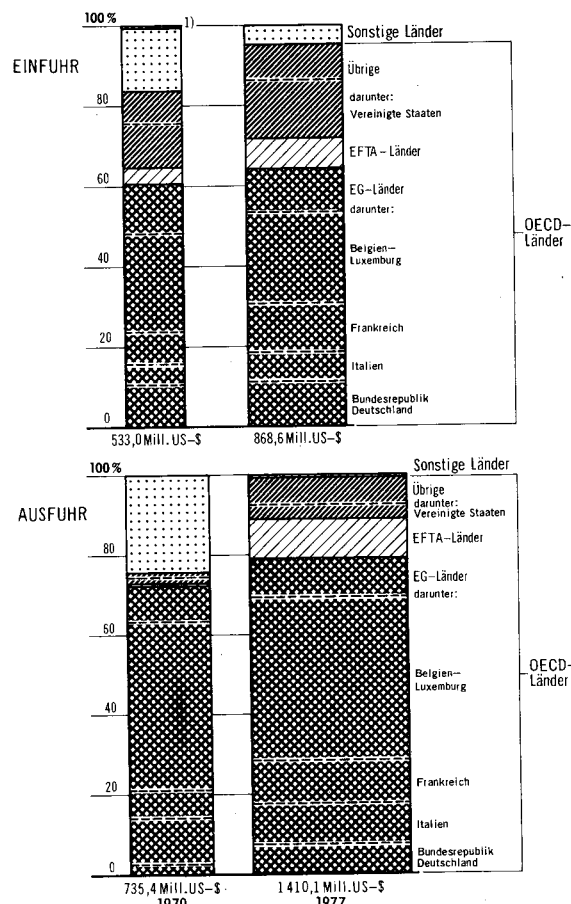 100 %
1)
Sonstige Länder
EINFUHR
Übrige
80
darunter:
Vereinigte Staaten
EFTA-Länder
60
EG-Länder
darunter:
OECD-
Länder
Belgien-
Luxemburg
40
Frankreich
20
Italien
Bundesrepublik
Deutschland
0
533,0 Mill. US-$
868,6 Mill. US-$
Sonstige Länder
100 %
Übrige
darunter:
Vereinigte Staaten
AUSFUHR
EFTA-Länder
80
EG-Länder
darunter:
60
OECD-
Länder
Belgien-
Luxemburg
40
Frankreich
20
Italien
Bundesrepublik
Deutschland
0
735,4 Mill. US-$
1 410,1 Mill. US-$
1970
1977